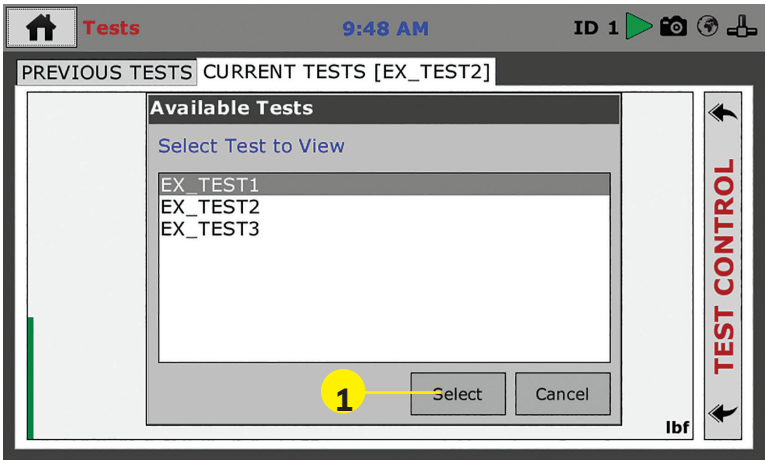 Tests 9:48 AM ID 1
PREVIOUS TESTS CURRENT TESTS [EX_TEST2]
Available Tests
Select Test to View
EX_TEST1
EX_TEST2
EX_TEST3
1 Select Cancel
lbf
TEST CONTROL